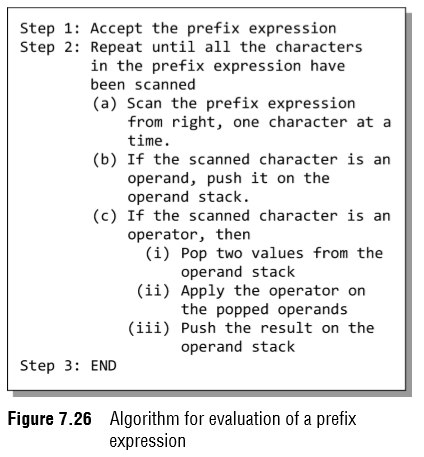 Step 1: Accept the prefix expression
Step 2: Repeat until all the characters
in the prefix expression have
been scanned
(a) Scan the prefix expression
from right, one character at a
time.
(b) If the scanned character is an
operand, push it on the
operand stack.
(c) If the scanned character is an
operator, then
(i) Pop two values from the
operand stack
(ii) Apply the operator on
the popped operands
(iii) Push the result on the
operand stack
Step 3: END
Figure 7.26 Algorithm for evaluation of a prefix
expression